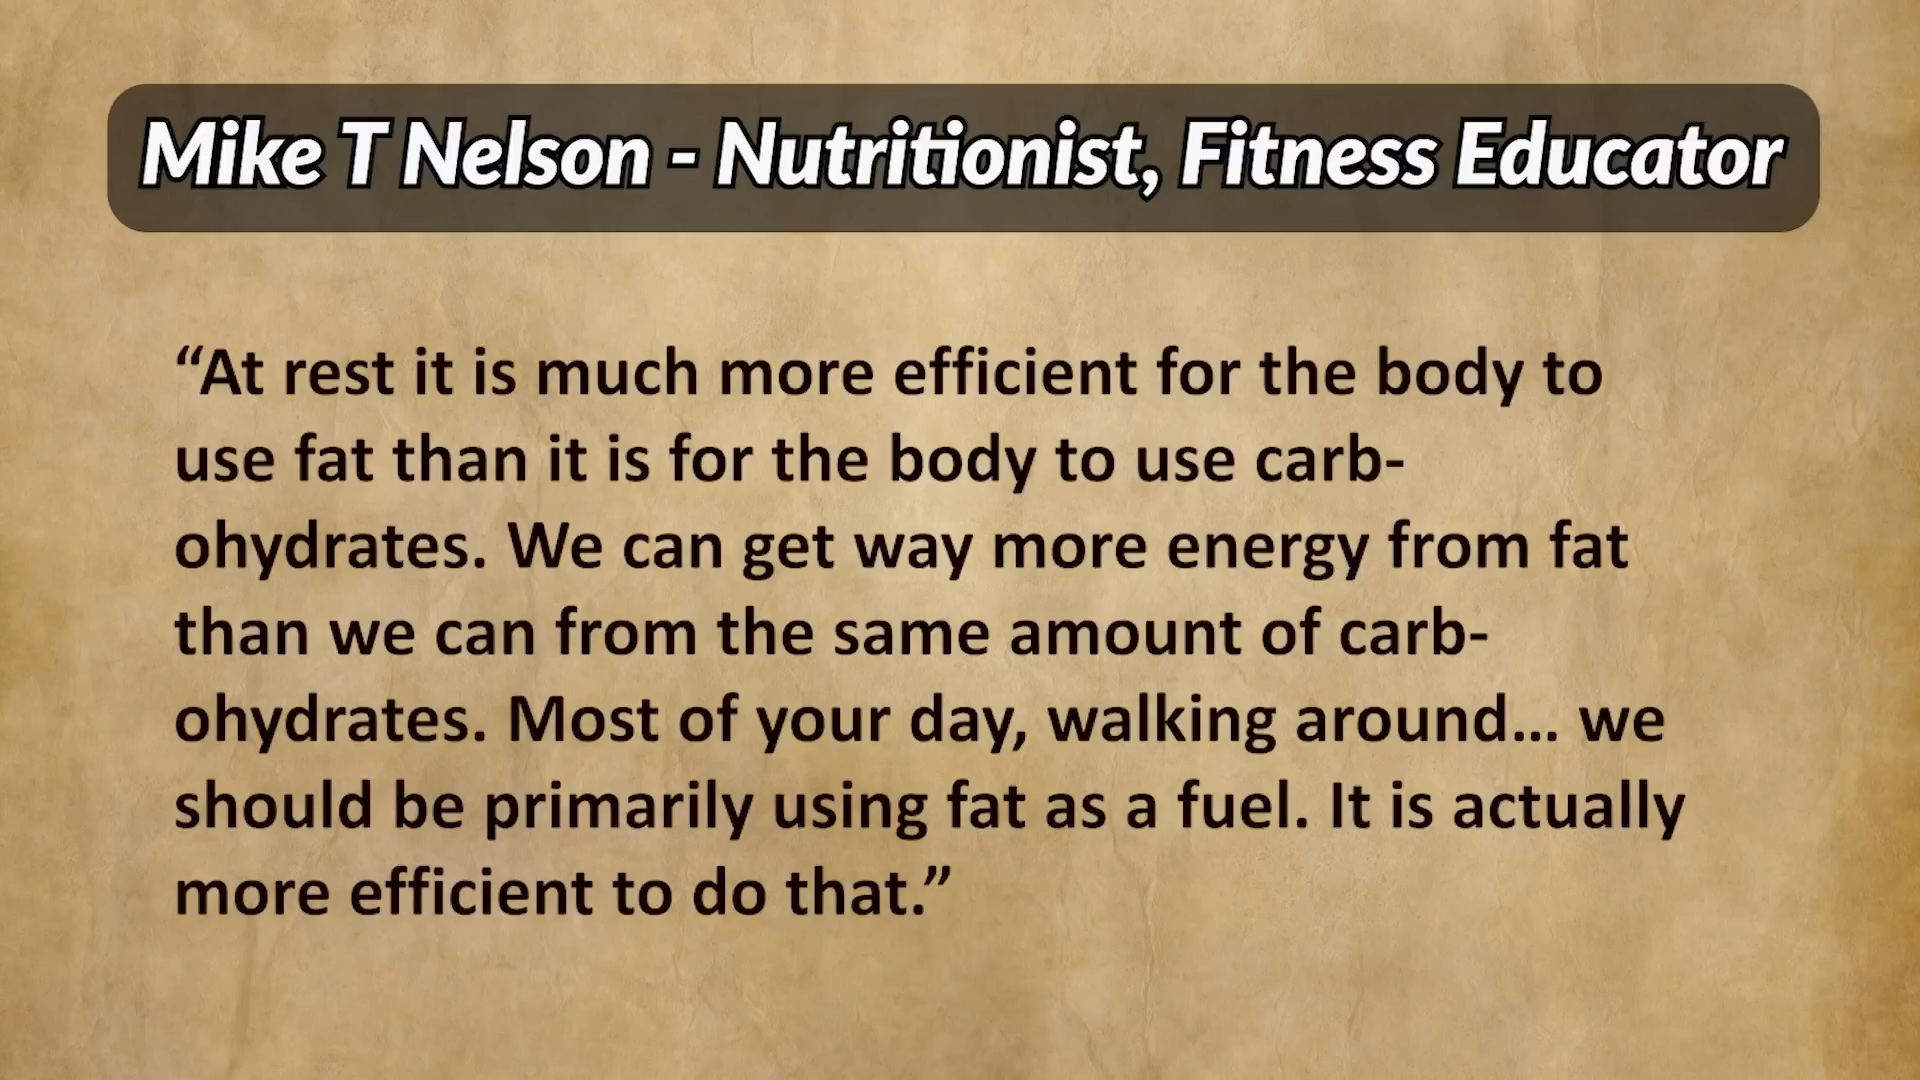 Mike T Nelson - Nutritionist, Fitness Educator
“At rest it is much more efficient for the body to
use fat than it is for the body to use carb-
ohydrates. We can get way more energy from fat
than we can from the same amount of carb-
ohydrates. Most of your day, walking around... we
should be primarily using fat as a fuel. It is actually
more efficient to do that.”